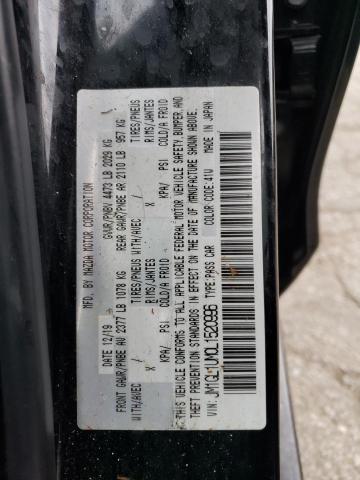 MFD. BY MAZDA MOTOR CORPORATION
DATE 12/19 GVWR/PNBV 4473 LB 2029 KG
FRONT GAWR/PNBE AV 2377 LB 1078 KG REAR GAWR/PNBE AR 2110 LB 957 KG
WITH/AVEC TIRES/PNEUS WITH/AVEC TIRES/PNEUS
/ X RIMS/JANTES / X RIMS/JANTES
KPA/ PSI COLD/A FROID KPA/ PSI COLD/A FROID
THIS VEHICLE CONFORMS TO ALL APPLICABLE FEDERAL MOTOR VEHICLE SAFETY, BUMPER, AND
THEFT PREVENTION STANDARDS IN EFFECT ON THE DATE OF MANUFACTURE SHOWN ABOVE.
MADE IN JAPAN
VIN: TYPE:PASS CAR COLOR:41W